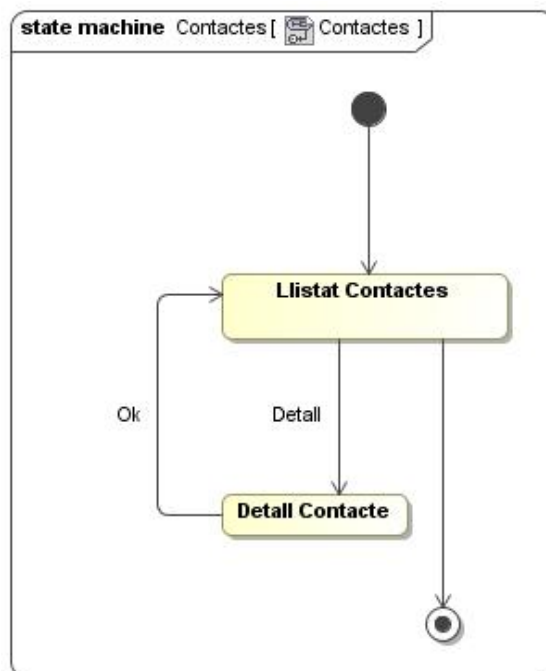 state machine Contactes [ Contactes ]
Llistat Contactes
Ok
Detall
Detall Contacte